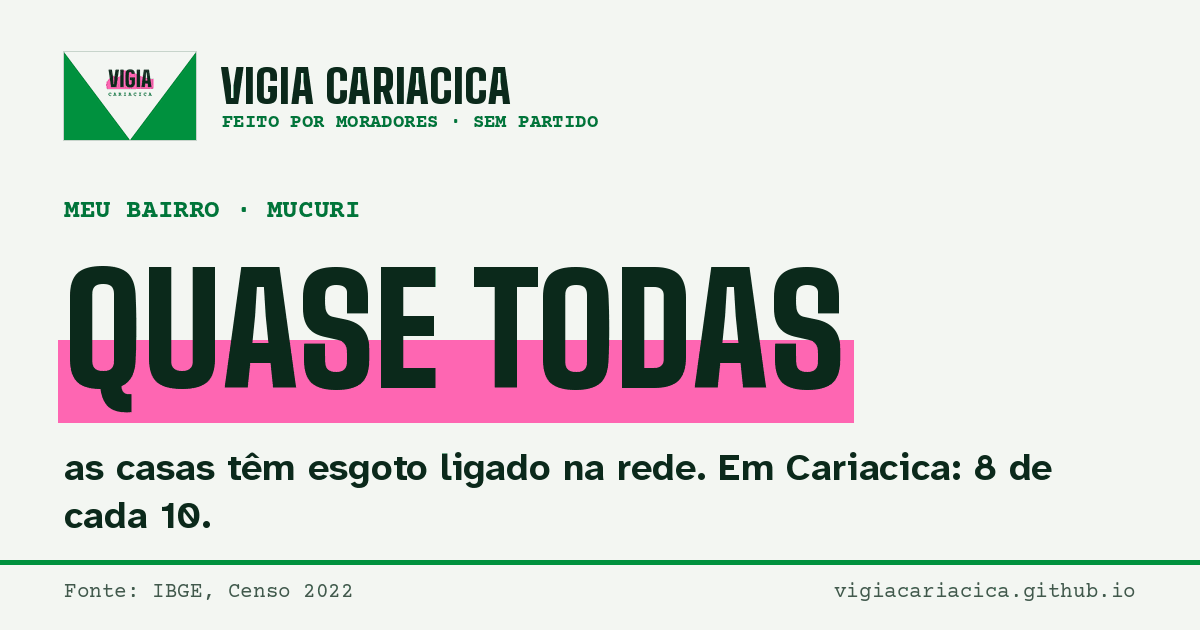 VIGIA
CARIACICA
VIGIA CARIACICA
FEITO POR MORADORES · SEM PARTIDO
MEU BAIRRO · MUCURI
QUASE TODAS
as casas têm esgoto ligado na rede. Em Cariacica: 8 de
cada 10.
Fonte: IBGE, Censo 2022
vigiacariacica.github.io